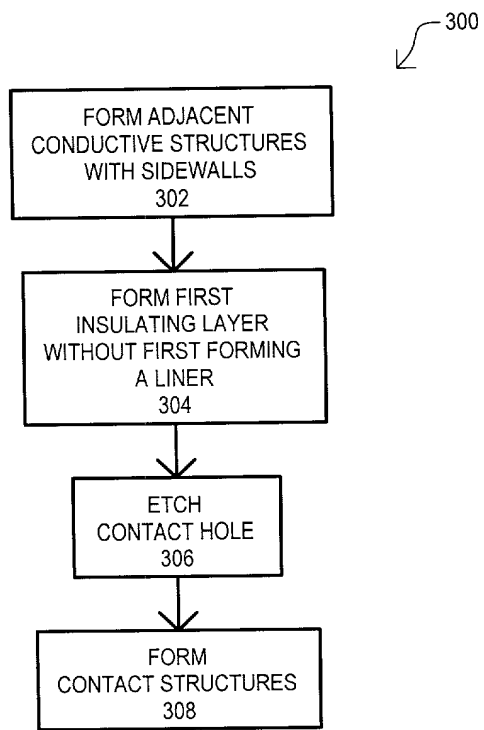 300
FORM ADJACENT
CONDUCTIVE STRUCTURES
WITH SIDEWALLS
302
FORM FIRST
INSULATING LAYER
WITHOUT FIRST FORMING
A LINER
304
ETCH
CONTACT HOLE
306
FORM
CONTACT STRUCTURES
308